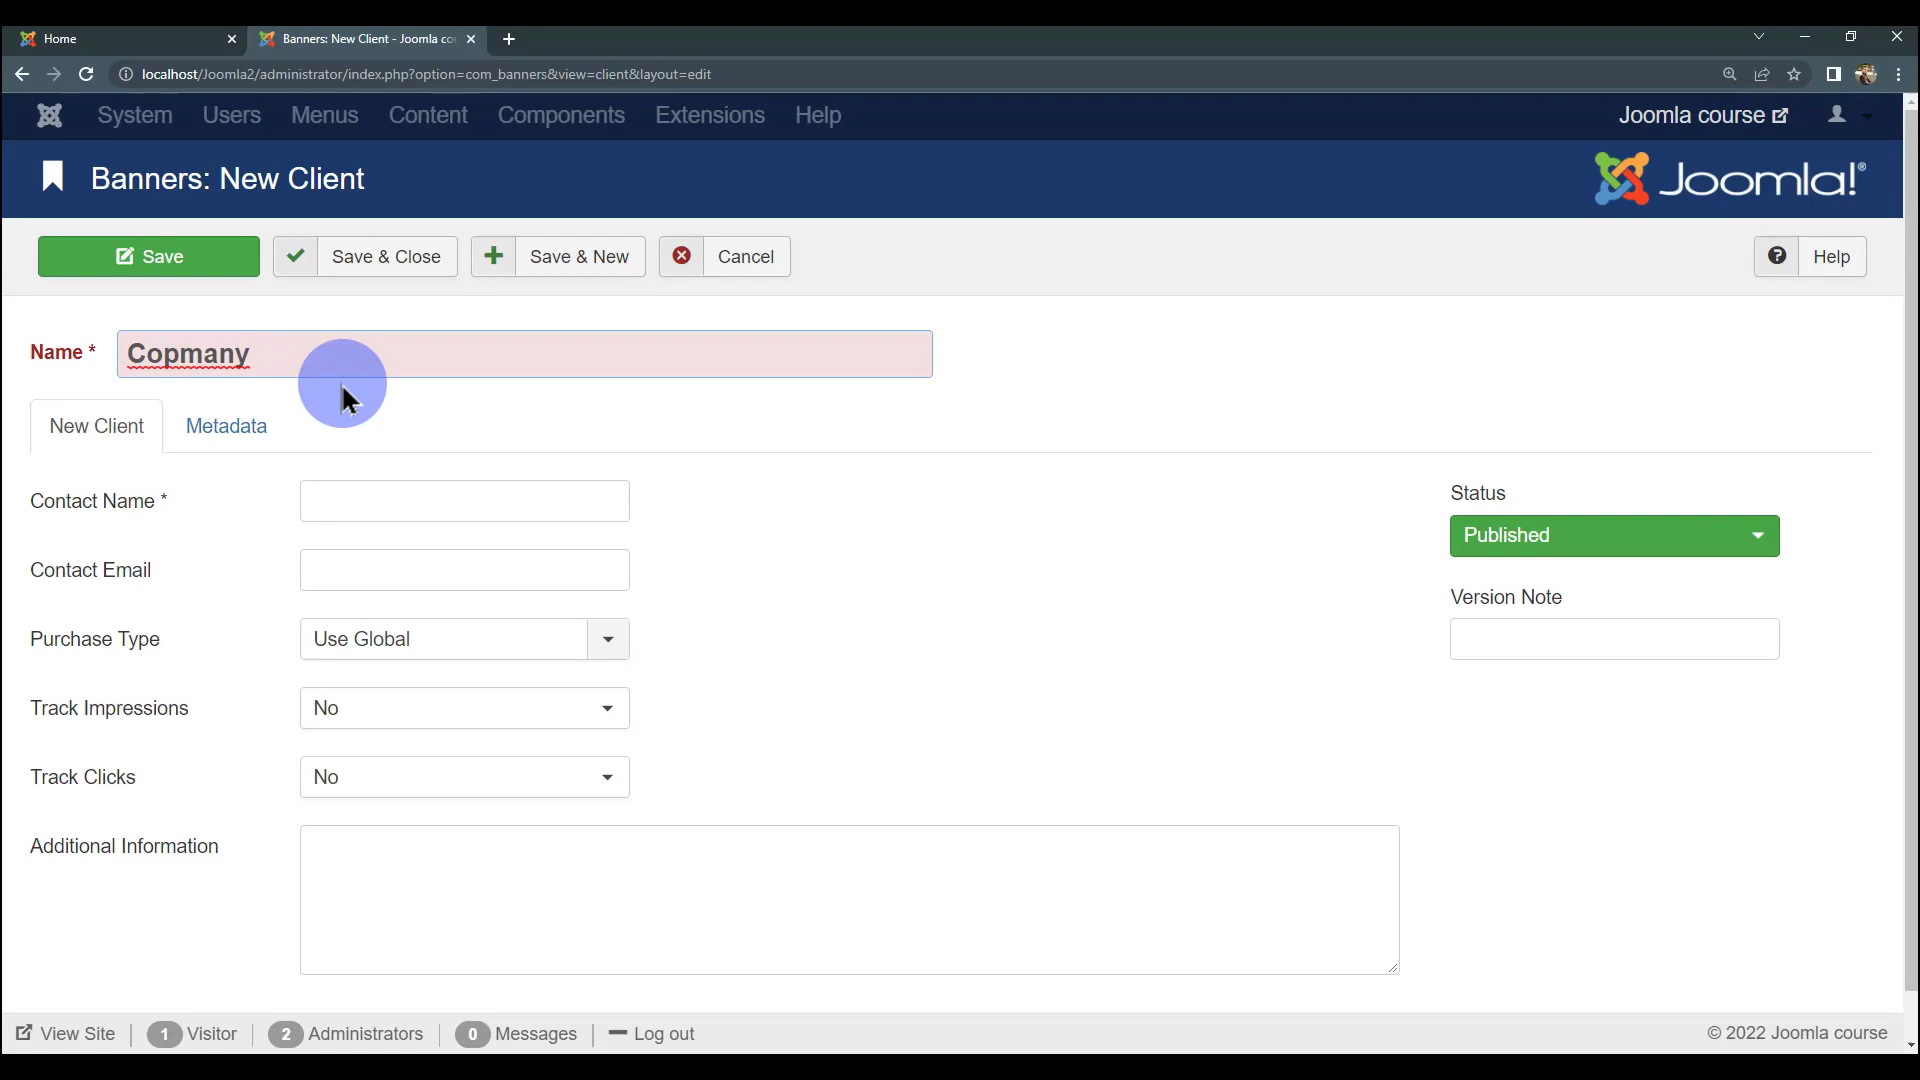 Home
Banners: New Client - Joomla co
localhost/Joomla2/administrator/index.php?option=com_banners&view=client&layout=edit
System Users Menus Content Components Extensions Help Joomla course
Banners: New Client Joomla!®
Save Save & Close Save & New Cancel Help
Name * Copmany
New Client Metadata
Contact Name *
Status
Published
Contact Email
Version Note
Purchase Type Use Global
Track Impressions No
Track Clicks No
Additional Information
View Site 1 Visitor 2 Administrators 0 Messages Log out © 2022 Joomla course